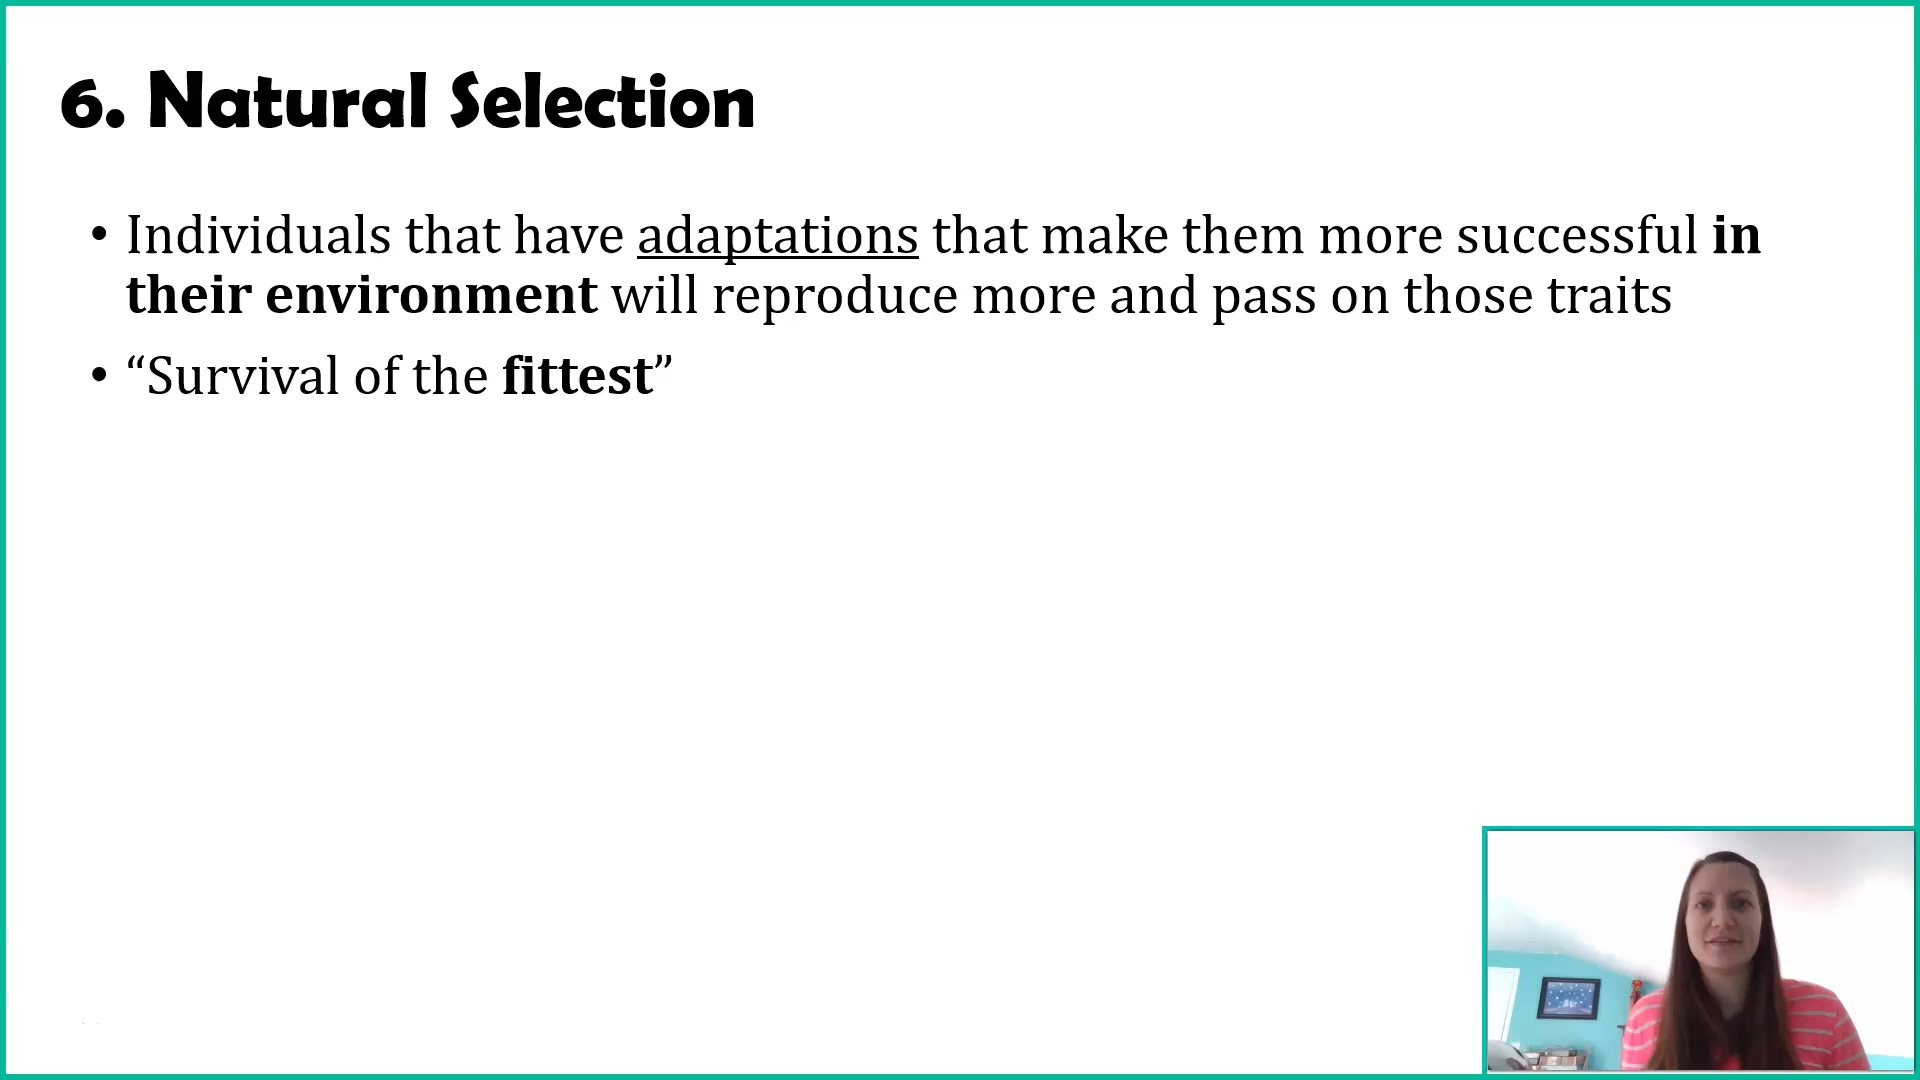 6. Natural Selection
• Individuals that have adaptations that make them more successful in
their environment will reproduce more and pass on those traits
• “Survival of the fittest”